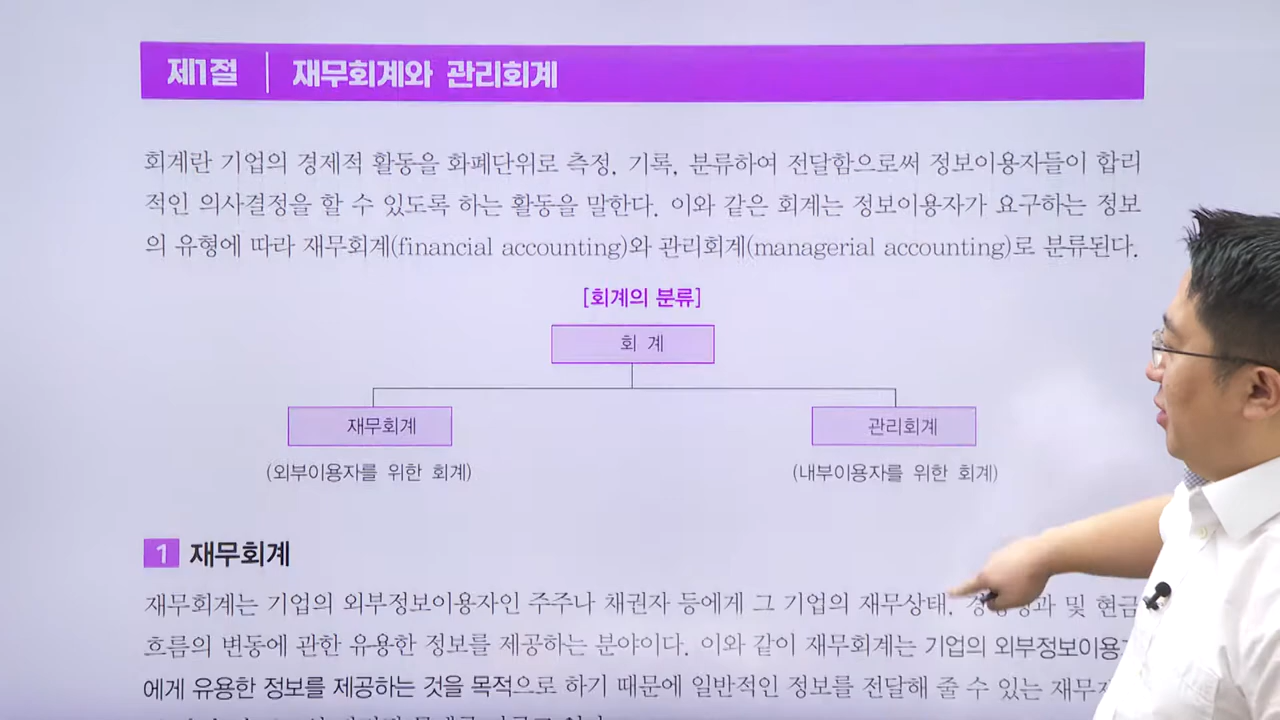 제1절 재무회계와 관리회계
회계란 기업의 경제적 활동을 화폐단위로 측정, 기록, 분류하여 전달함으로써 정보이용자들이 합리
적인 의사결정을 할 수 있도록 하는 활동을 말한다. 이와 같은 회계는 정보이용자가 요구하는 정보
의 유형에 따라 재무회계(financial accounting)와 관리회계(managerial accounting)로 분류된다.
[회계의 분류]
회 계
재무회계 관리회계
(외부이용자를 위한 회계) (내부이용자를 위한 회계)
1 재무회계
재무회계는 기업의 외부정보이용자인 주주나 채권자 등에게 그 기업의 재무상태, 및 현금
흐름의 변동에 관한 유용한 정보를 제공하는 분야이다. 이와 같이 재무회계는 기업의 외부정보이용
에게 유용한 정보를 제공하는 것을 목적으로 하기 때문에 일반적인 정보를 전달해 줄 수 있는